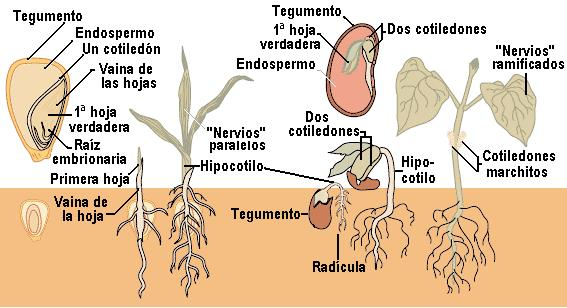 Tegumento
Endospermo
Un cotiledón
Vaina de
las hojas
1ª hoja
verdadera
Raíz
embrionaria
Primera hoja
Vaina de
la hoja
"Nervios"
paralelos
Hipocotilo
Tegumento
1ª hoja
verdadera
Endospermo
Dos cotiledones
Dos
cotiledones
Hipo-
cotilo
Tegumento
Radícula
"Nervios"
ramificados
Cotiledones
marchitos